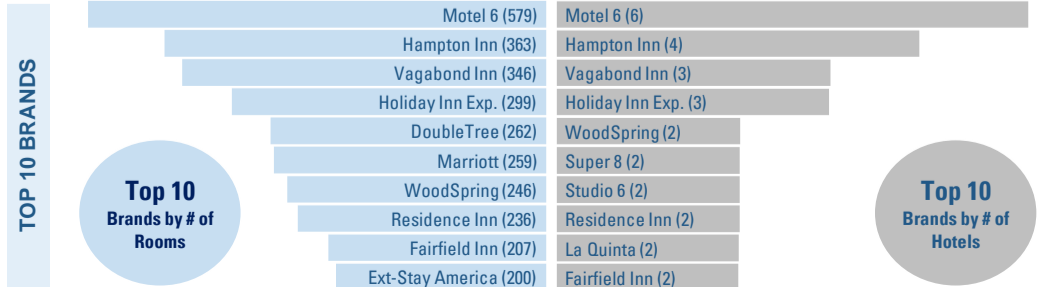 TOP 10 BRANDS
Motel 6 (579)
Hampton Inn (363)
Vagabond Inn (346)
Holiday Inn Exp. (299)
DoubleTree (262)
Marriott (259)
WoodSpring (246)
Residence Inn (236)
Fairfield Inn (207)
Ext-Stay America (200)
Top 10
Brands by # of
Rooms
Motel 6 (6)
Hampton Inn (4)
Vagabond Inn (3)
Holiday Inn Exp. (3)
WoodSpring (2)
Super 8 (2)
Studio 6 (2)
Residence Inn (2)
La Quinta (2)
Fairfield Inn (2)
Top 10
Brands by # of
Hotels